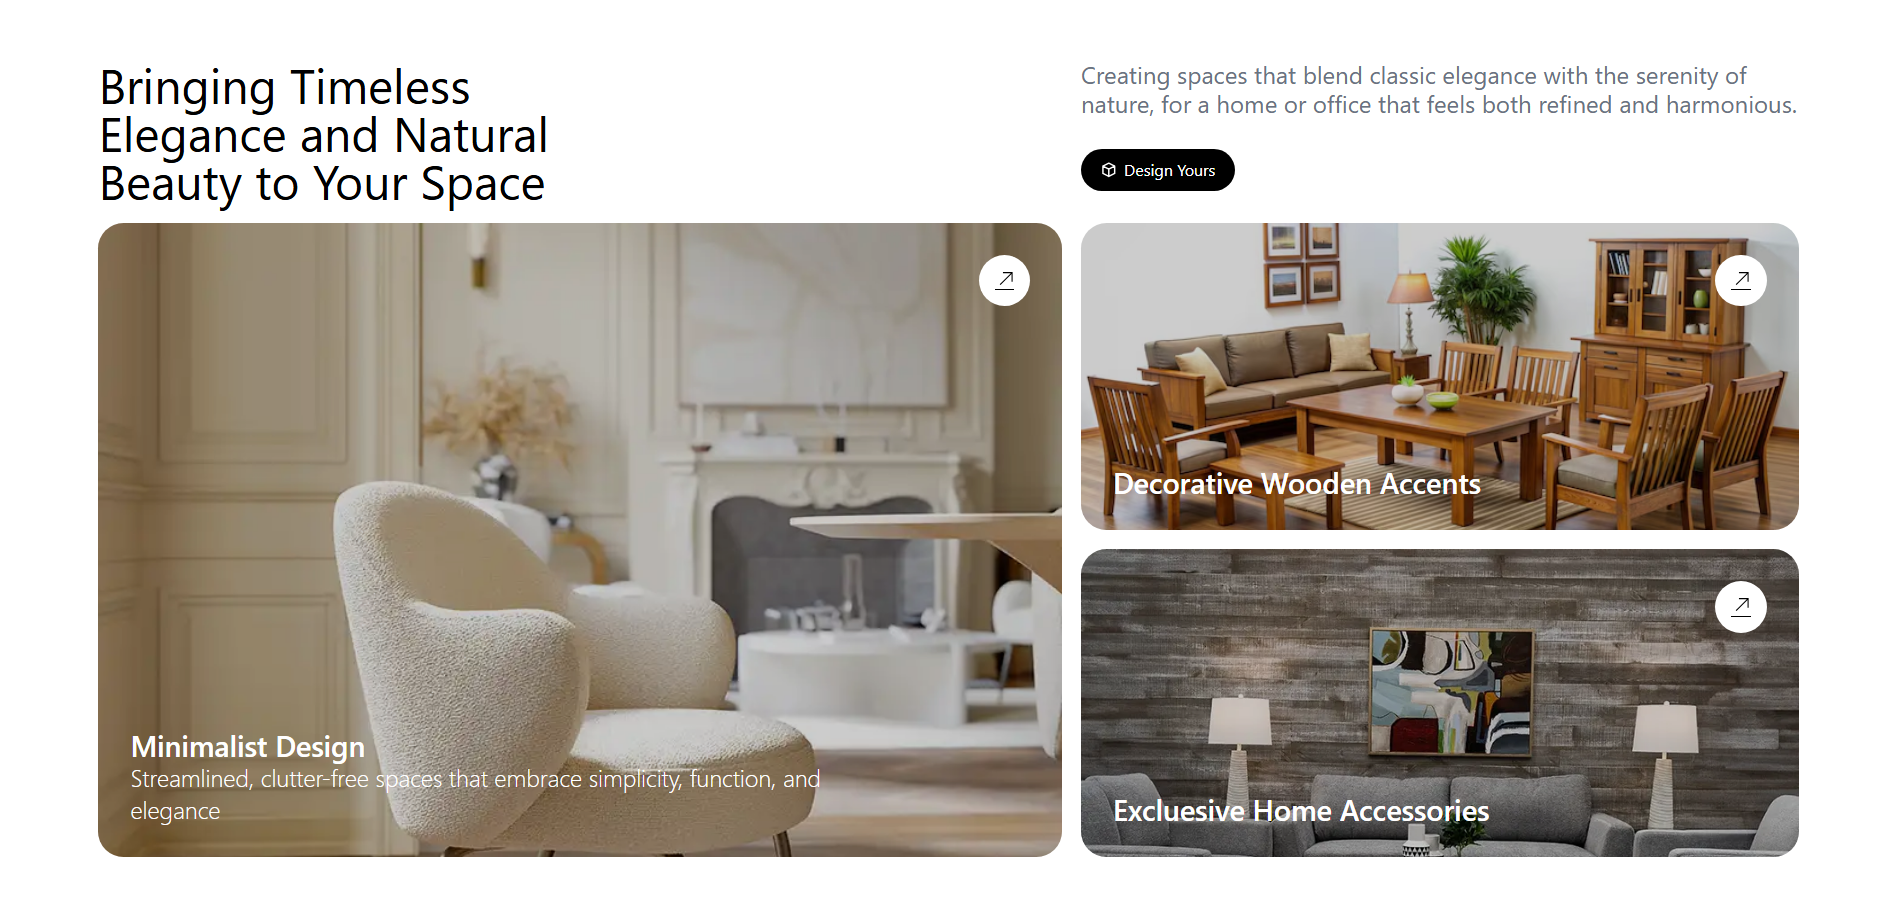 Bringing Timeless
Elegance and Natural
Beauty to Your Space
Creating spaces that blend classic elegance with the serenity of
nature, for a home or office that feels both refined and harmonious.
Design Yours
Minimalist Design
Streamlined, clutter-free spaces that embrace simplicity, function, and
elegance
Decorative Wooden Accents
Excluesive Home Accessories